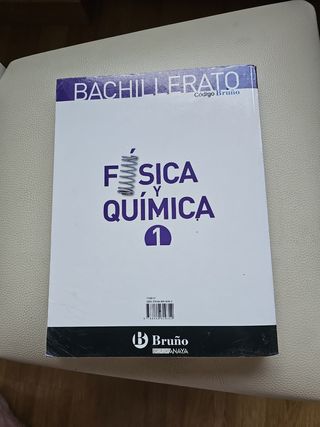 BACHILLERATO
Código Bruño
FÍSICA
Y
QUÍMICA
1
B Bruño
GRUPO ANAYA